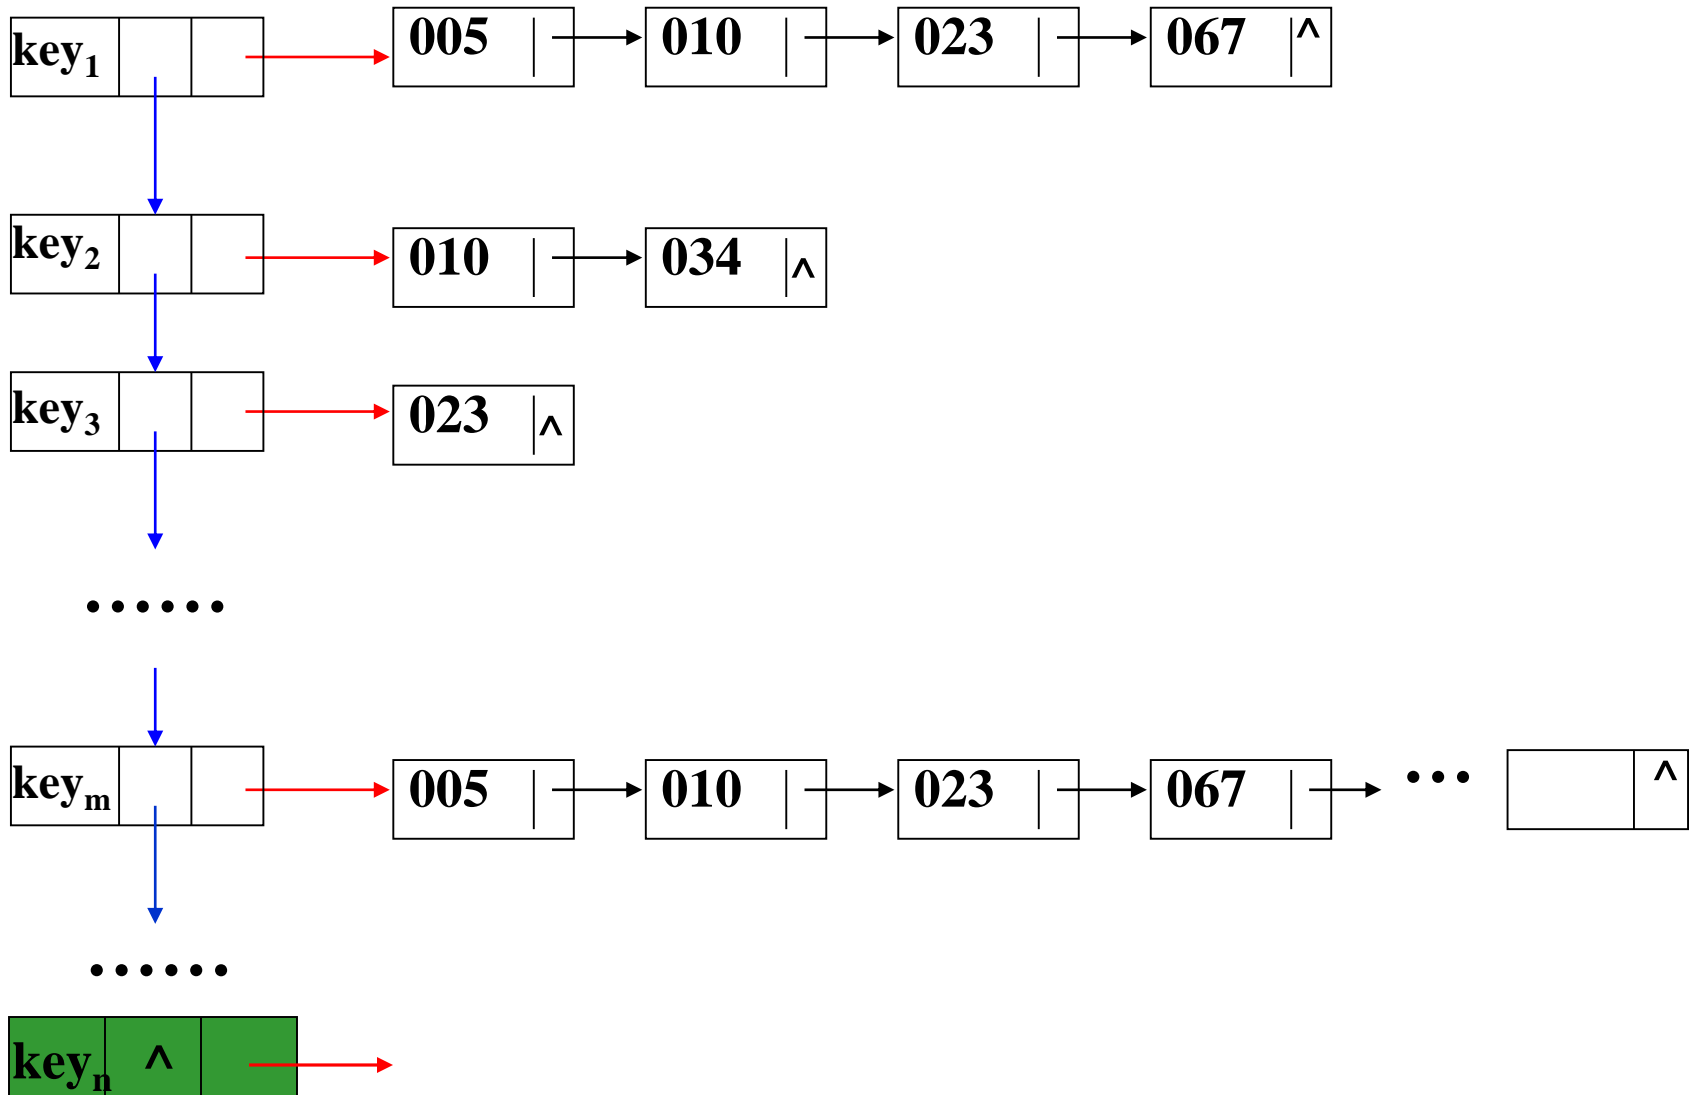 key₁ 005 010 023 067 ^
key₂ 010 034 ^
key₃ 023 ^
......
keyₘ 005 010 023 067 ... ^
......
keyₙ ^